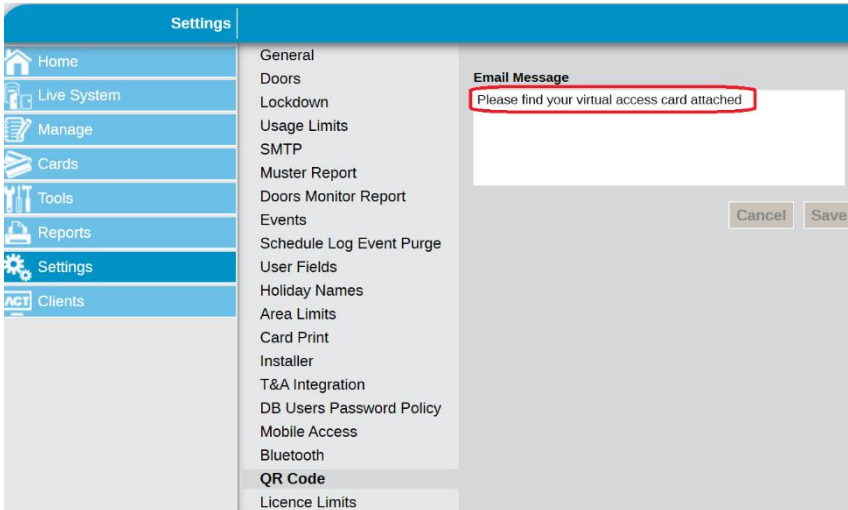 Settings
Home
Live System
Manage
Cards
Tools
Reports
Settings
ACT Clients
General
Doors
Lockdown
Usage Limits
SMTP
Muster Report
Doors Monitor Report
Events
Schedule Log Event Purge
User Fields
Holiday Names
Area Limits
Card Print
Installer
T&A Integration
DB Users Password Policy
Mobile Access
Bluetooth
QR Code
Licence Limits
Email Message
Please find your virtual access card attached
Cancel Save